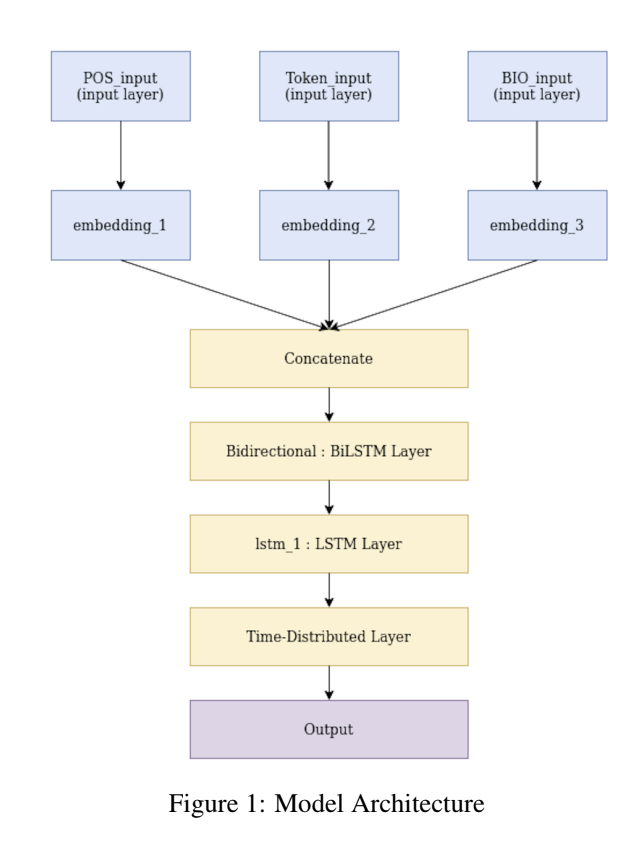 POS_input
(input layer)
Token_input
(input layer)
BIO_input
(input layer)
embedding_1
embedding_2
embedding_3
Concatenate
Bidirectional : BiLSTM Layer
lstm_1 : LSTM Layer
Time-Distributed Layer
Output
Figure 1: Model Architecture